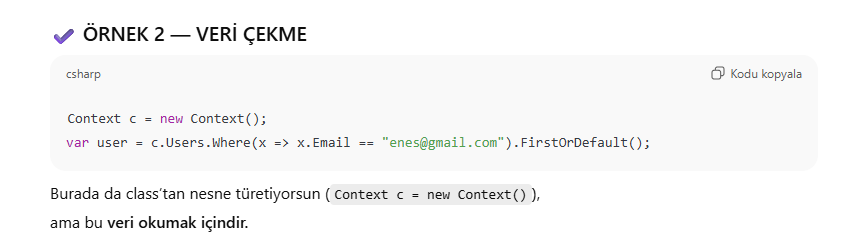 ÖRNEK 2 — VERİ ÇEKME
csharp
Kodu kopyala
Context c = new Context();
var user = c.Users.Where(x => x.Email == "enes@gmail.com").FirstOrDefault();
Burada da class’tan nesne türetiyorsun (Context c = new Context()),
ama bu veri okumak içindir.